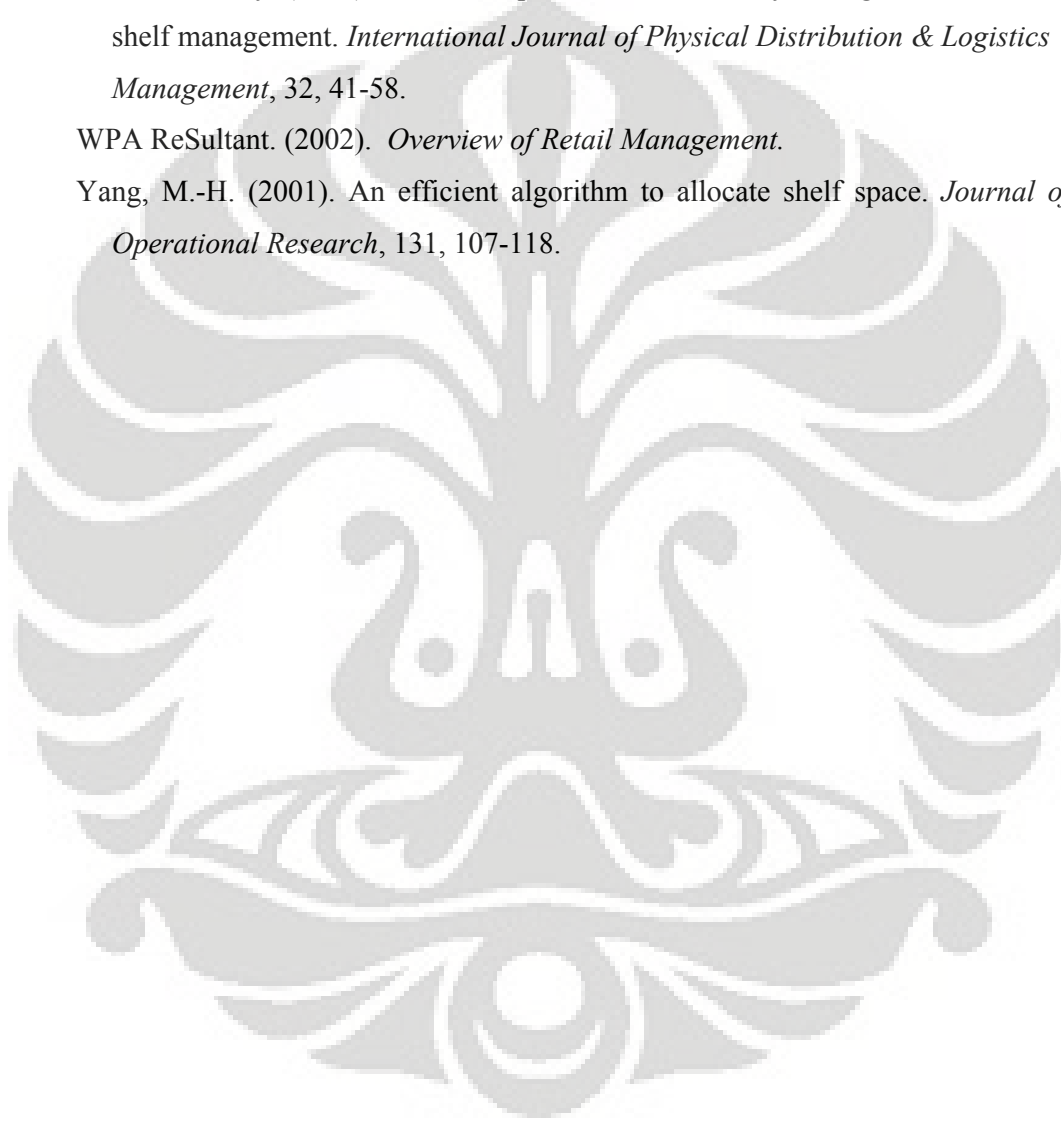 shelf management. International Journal of Physical Distribution & Logistics
Management, 32, 41-58.
WPA ReSultant. (2002).  Overview of Retail Management.
Yang, M.-H. (2001). An efficient algorithm to allocate shelf space. Journal
Operational Research, 131, 107-118.